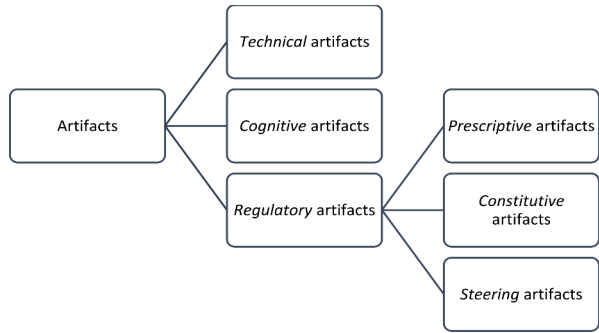 Technical artifacts
Artifacts
Cognitive artifacts
Prescriptive artifacts
Regulatory artifacts
Constitutive
artifacts
Steering artifacts